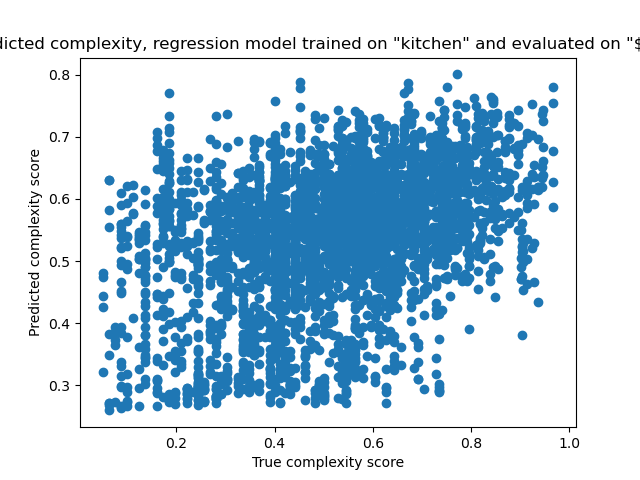 dicted complexity, regression model trained on "kitchen" and evaluated on "$
0.8
0.7
0.6
0.5
0.4
0.3
Predicted complexity score
0.2 0.4 0.6 0.8 1.0
True complexity score